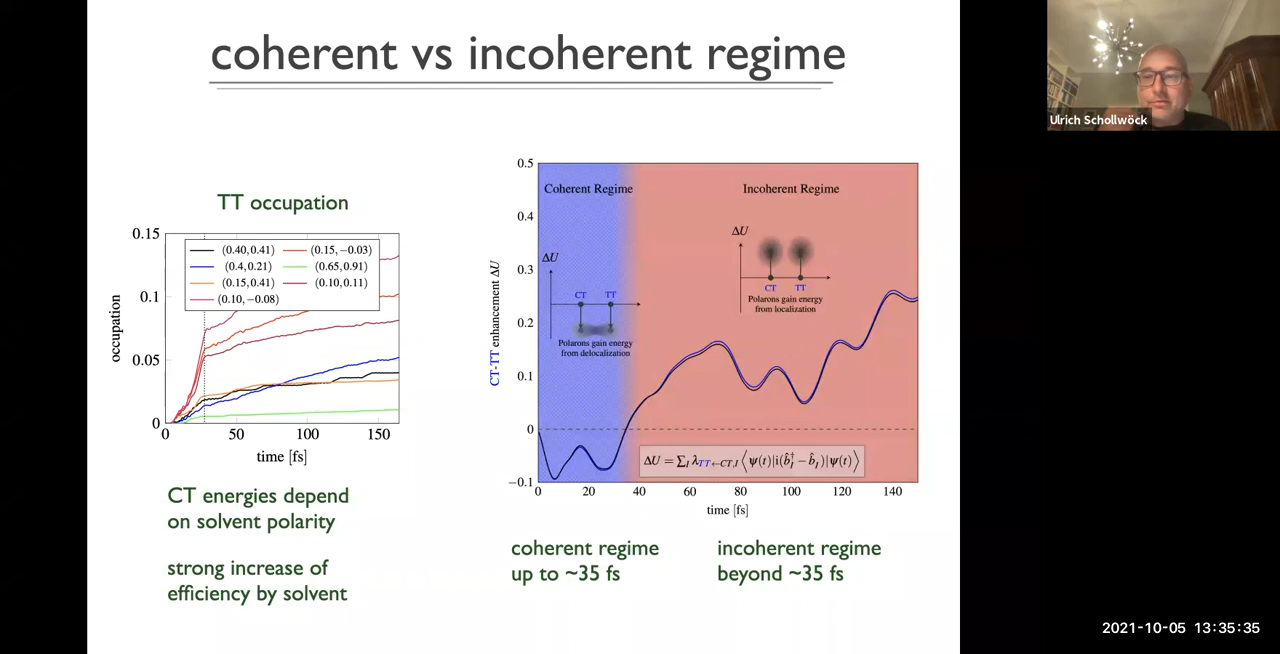 coherent vs incoherent regime
Ulrich Schollwöck
TT occupation
0.15
0.1
0.05
0
occupation
(0.40, 0.41)
(0.15, −0.03)
(0.4, 0.21)
(0.65, 0.91)
(0.15, 0.41)
(0.10, 0.11)
(0.10, −0.08)
0 50 100 150
time [fs]
CT energies depend
on solvent polarity
strong increase of
efficiency by solvent
0.5
0.4
0.3
0.2
0.1
0
−0.1
CT-TT enhancement ΔU
Coherent Regime
ΔU
CT TT
Polarons gain energy
from delocalization
Incoherent Regime
ΔU
CT TT
Polarons gain energy
from localization
ΔU = ∑_I λ_{TT←CT,I} ⟨ψ(t)|i(b̂_I^† − b̂_I)|ψ(t)⟩
0 20 40 60 80 100 120 140
time [fs]
coherent regime
up to ~35 fs
incoherent regime
beyond ~35 fs
2021-10-05 13:35:35